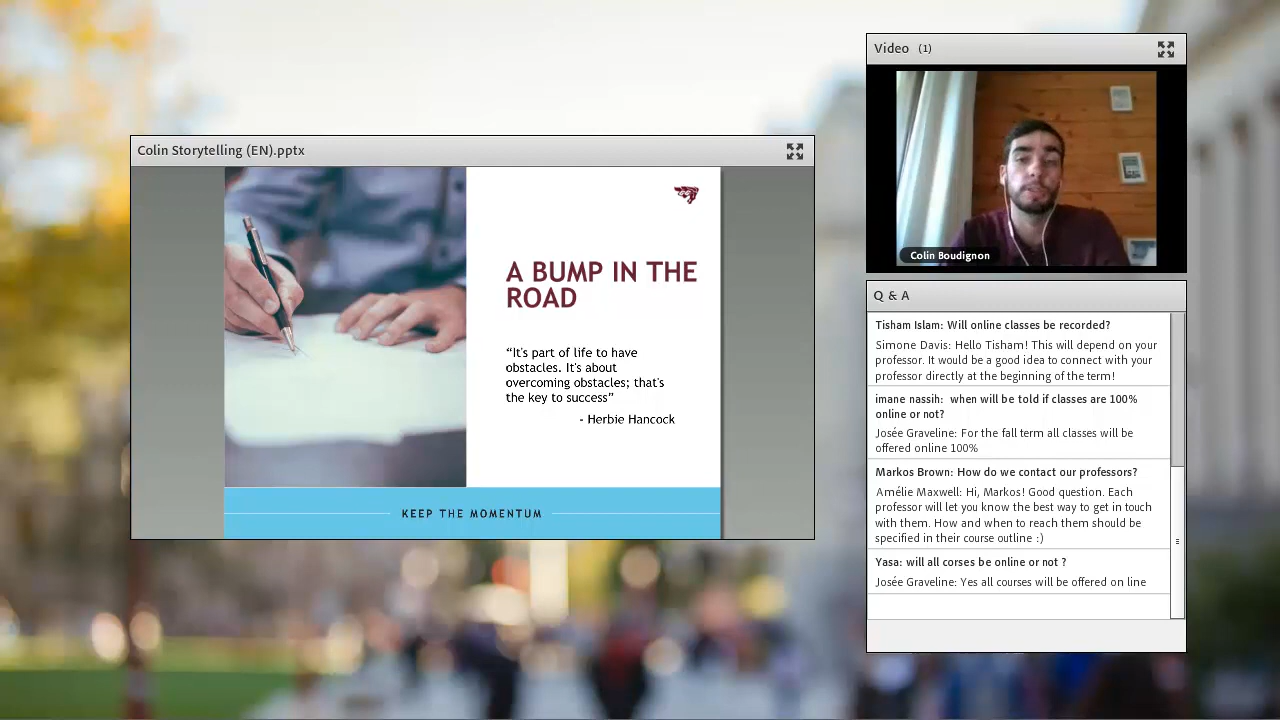 Colin Storytelling (EN).pptx
A BUMP IN THE
ROAD
“It's part of life to have
obstacles. It's about
overcoming obstacles; that's
the key to success”
- Herbie Hancock
KEEP THE MOMENTUM
Video (1)
Colin Boudignon
Q & A
Tisham Islam: Will online classes be recorded?
Simone Davis: Hello Tisham! This will depend on your
professor. It would be a good idea to connect with your
professor directly at the beginning of the term!
imane nassih: when will be told if classes are 100%
online or not?
Josée Graveline: For the fall term all classes will be
offered online 100%
Markos Brown: How do we contact our professors?
Amélie Maxwell: Hi, Markos! Good question. Each
professor will let you know the best way to get in touch
with them. How and when to reach them should be
specified in their course outline :)
Yasa: will all corses be online or not ?
Josée Graveline: Yes all courses will be offered on line